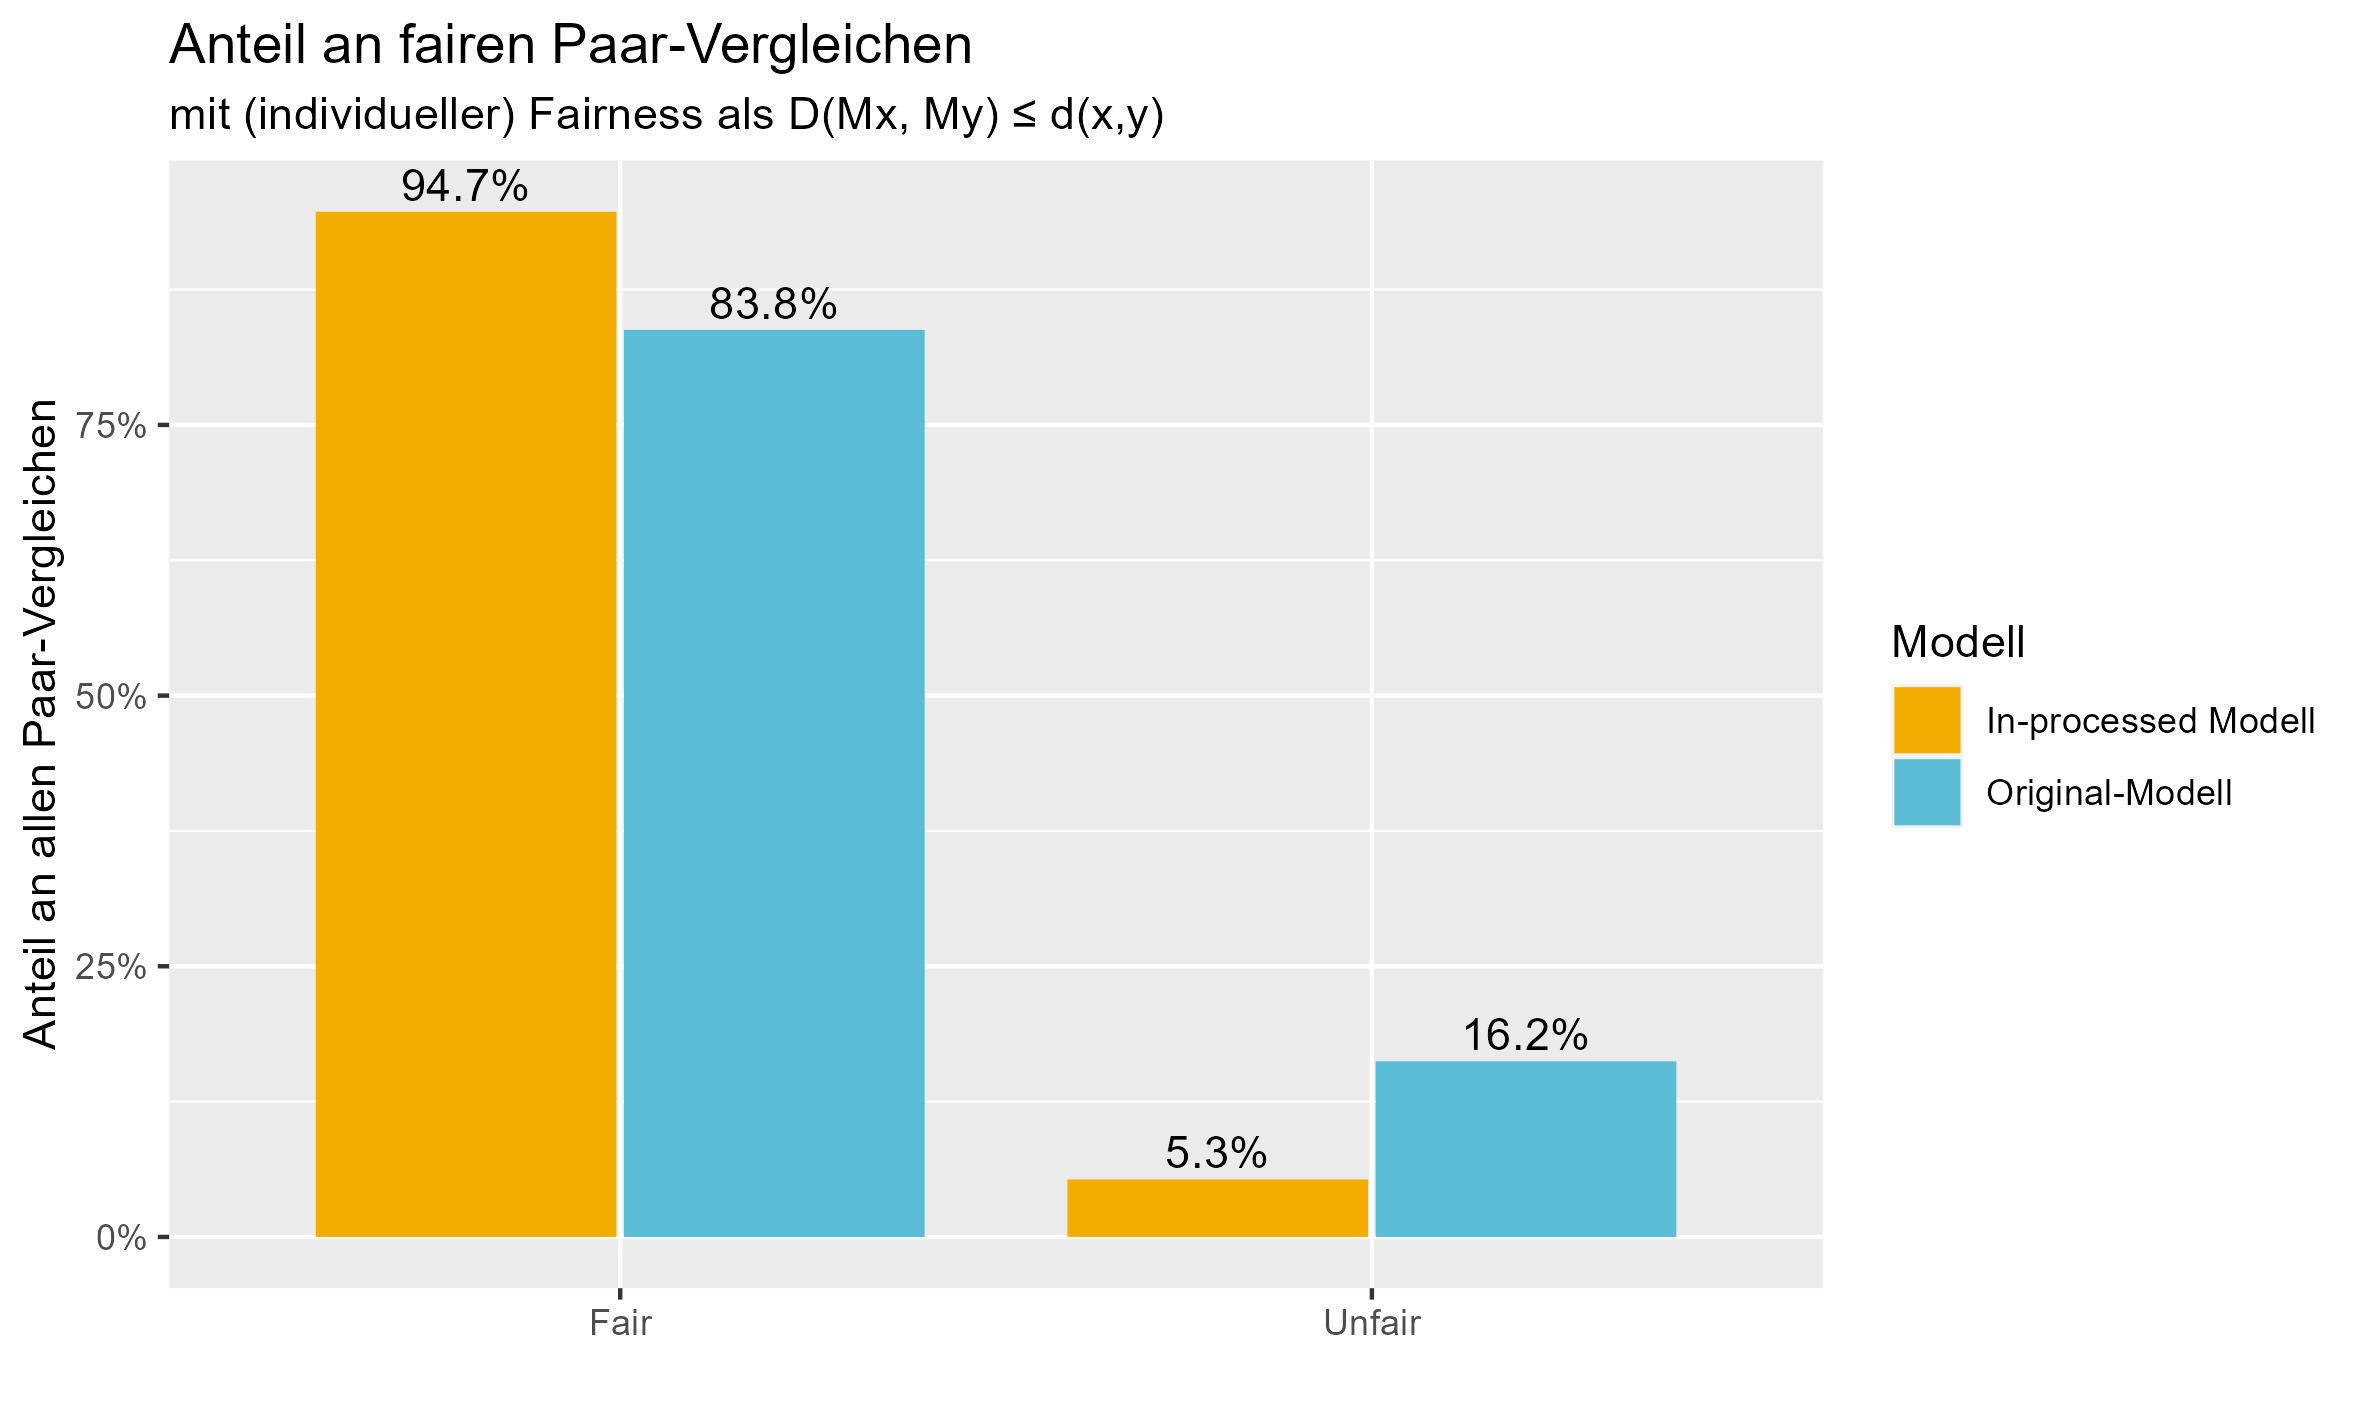 Anteil an fairen Paar-Vergleichen
mit (individueller) Fairness als D(Mx, My) ≤ d(x,y)
Anteil an allen Paar-Vergleichen
75%
50%
25%
0%
94.7%
83.8%
5.3%
16.2%
Fair
Unfair
Modell
In-processed Modell
Original-Modell